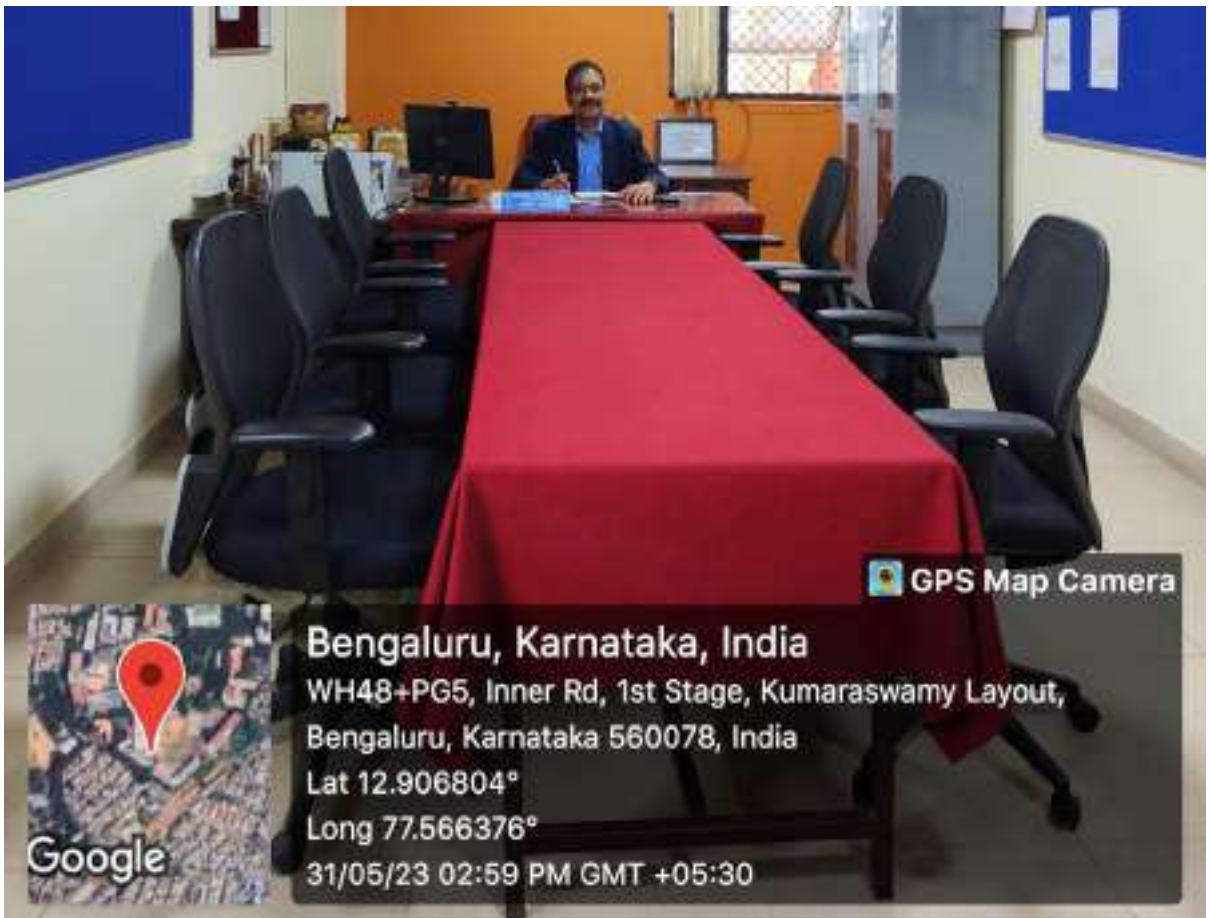 GPS Map Camera
Bengaluru, Karnataka, India
WH48+PG5, Inner Rd, 1st Stage, Kumaraswamy Layout,
Bengaluru, Karnataka 560078, India
Lat 12.906804°
Long 77.566376°
31/05/23 02:59 PM GMT +05:30
Google